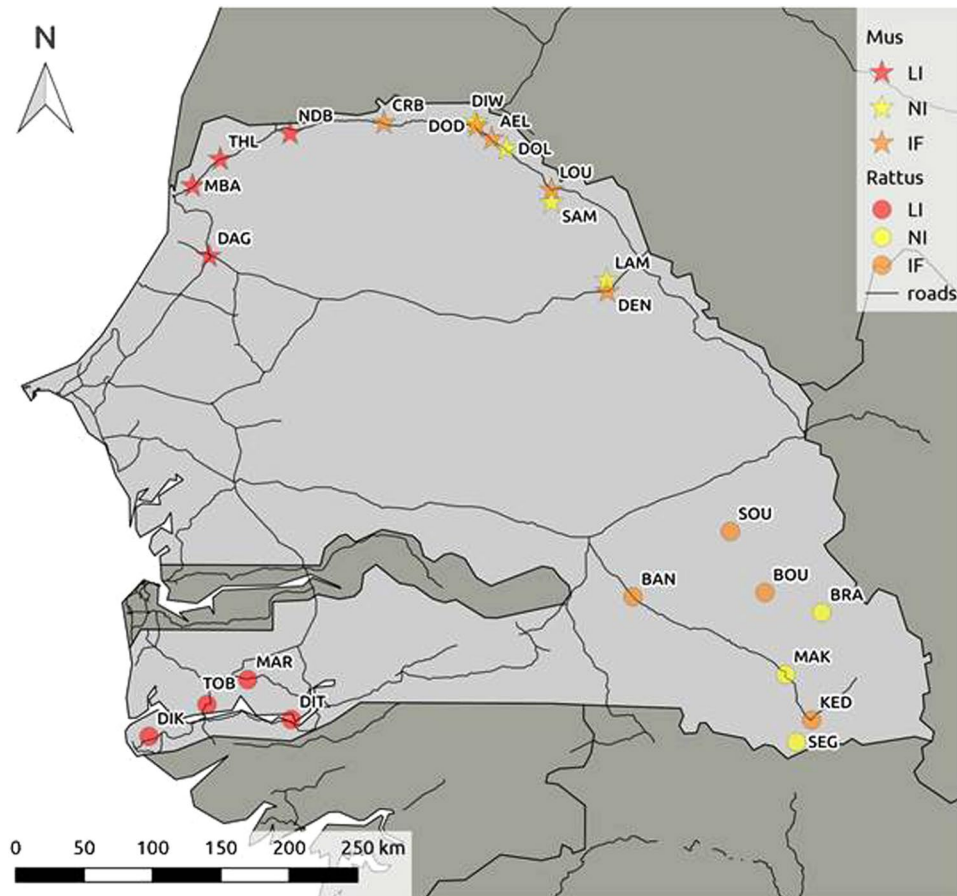 N
Mus
LI
NI
IF
Rattus
LI
NI
IF
roads
CRB
DIW
NDB
DOD
AEL
THL
DOL
MBA
LOU
SAM
DAG
LAM
DEN
SOU
BAN
BOU
BRA
MAR
MAK
TOB
DIT
KED
DIK
SEG
0 50 100 150 200 250 km